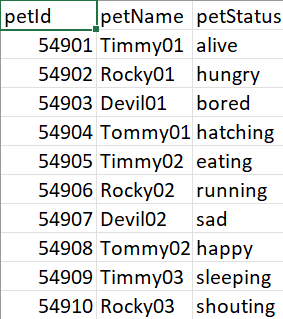 petId petName petStatus
54901 Timmy01 alive
54902 Rocky01 hungry
54903 Devil01 bored
54904 Tommy01 hatching
54905 Timmy02 eating
54906 Rocky02 running
54907 Devil02 sad
54908 Tommy02 happy
54909 Timmy03 sleeping
54910 Rocky03 shouting